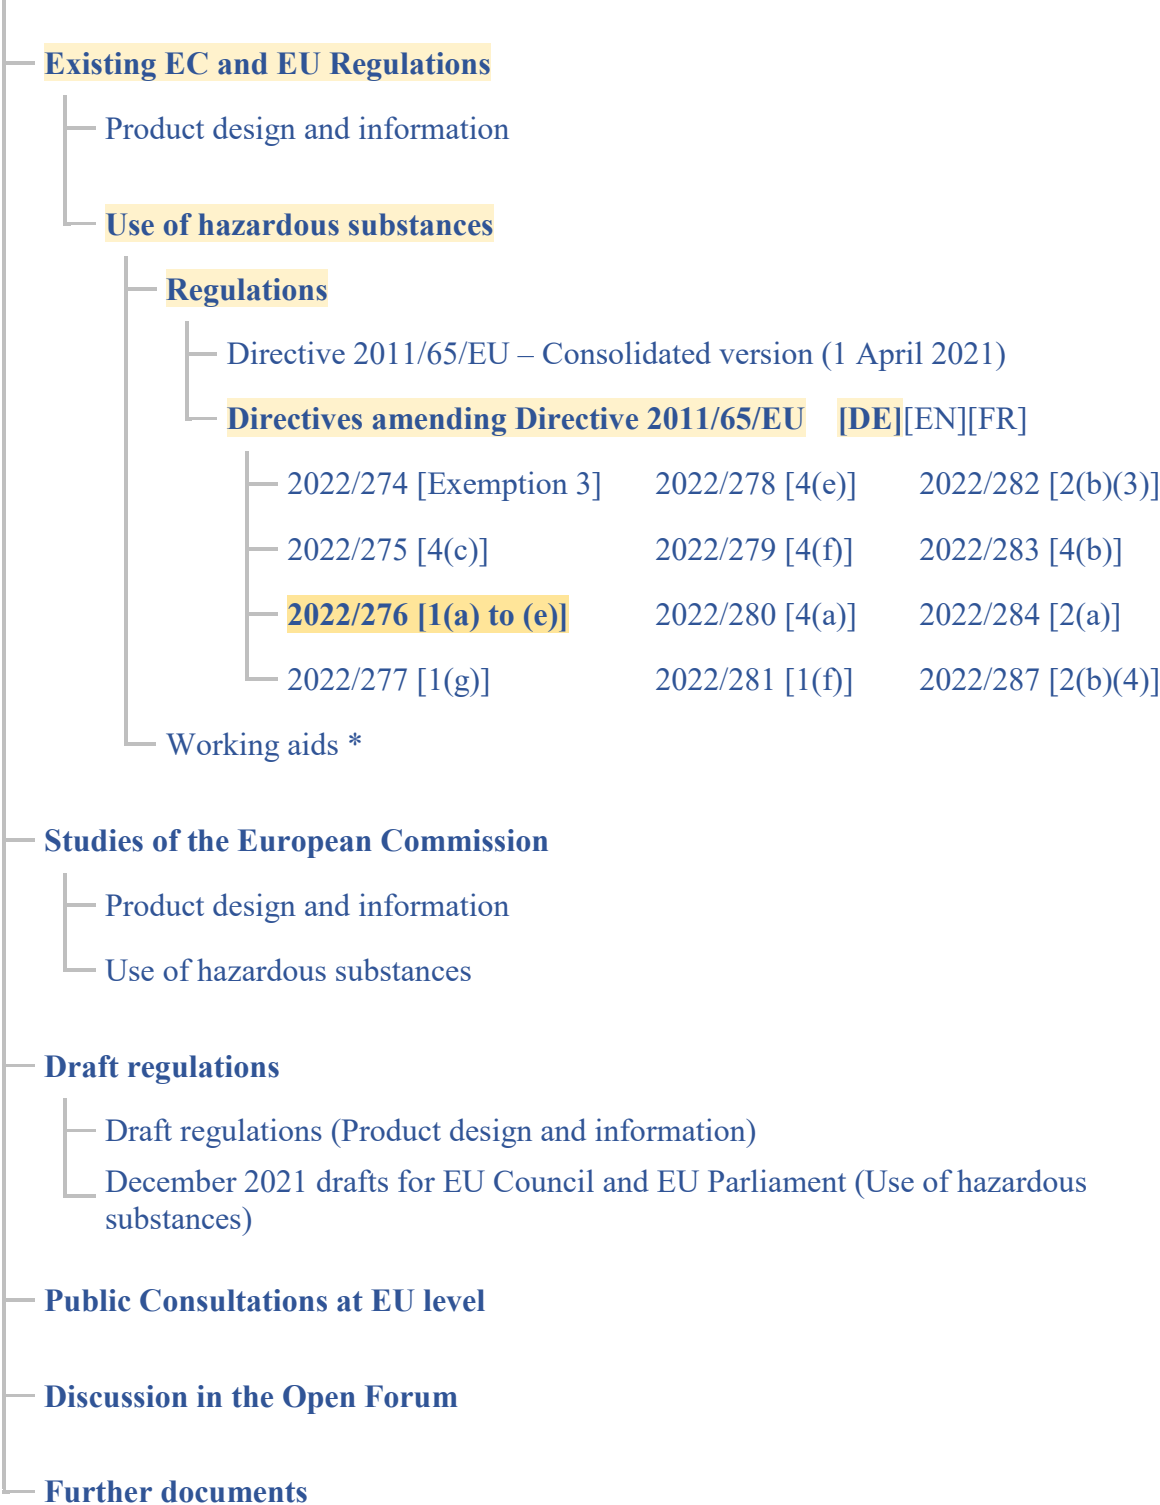 Existing EC and EU Regulations
Product design and information
Use of hazardous substances
Regulations
Directive 2011/65/EU – Consolidated version (1 April 2021)
Directives amending Directive 2011/65/EU [DE][EN][FR]
2022/274 [Exemption 3] 2022/278 [4(e)] 2022/282 [2(b)(3)]
2022/275 [4(c)] 2022/279 [4(f)] 2022/283 [4(b)]
2022/276 [1(a) to (e)] 2022/280 [4(a)] 2022/284 [2(a)]
2022/277 [1(g)] 2022/281 [1(f)] 2022/287 [2(b)(4)]
Working aids *
Studies of the European Commission
Product design and information
Use of hazardous substances
Draft regulations
Draft regulations (Product design and information)
December 2021 drafts for EU Council and EU Parliament (Use of hazardous
substances)
Public Consultations at EU level
Discussion in the Open Forum
Further documents